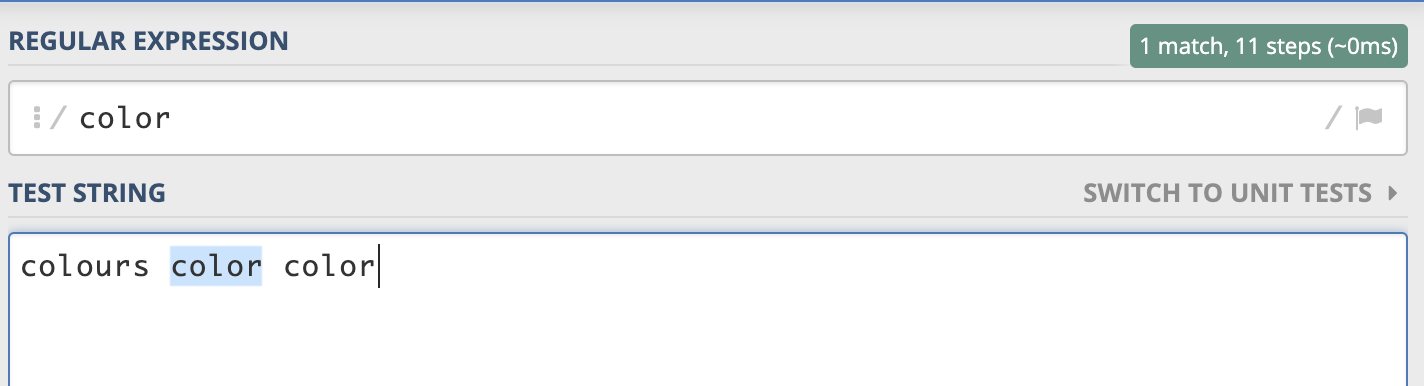 REGULAR EXPRESSION
1 match, 11 steps (~0ms)
/ color /
TEST STRING
SWITCH TO UNIT TESTS
colours color color